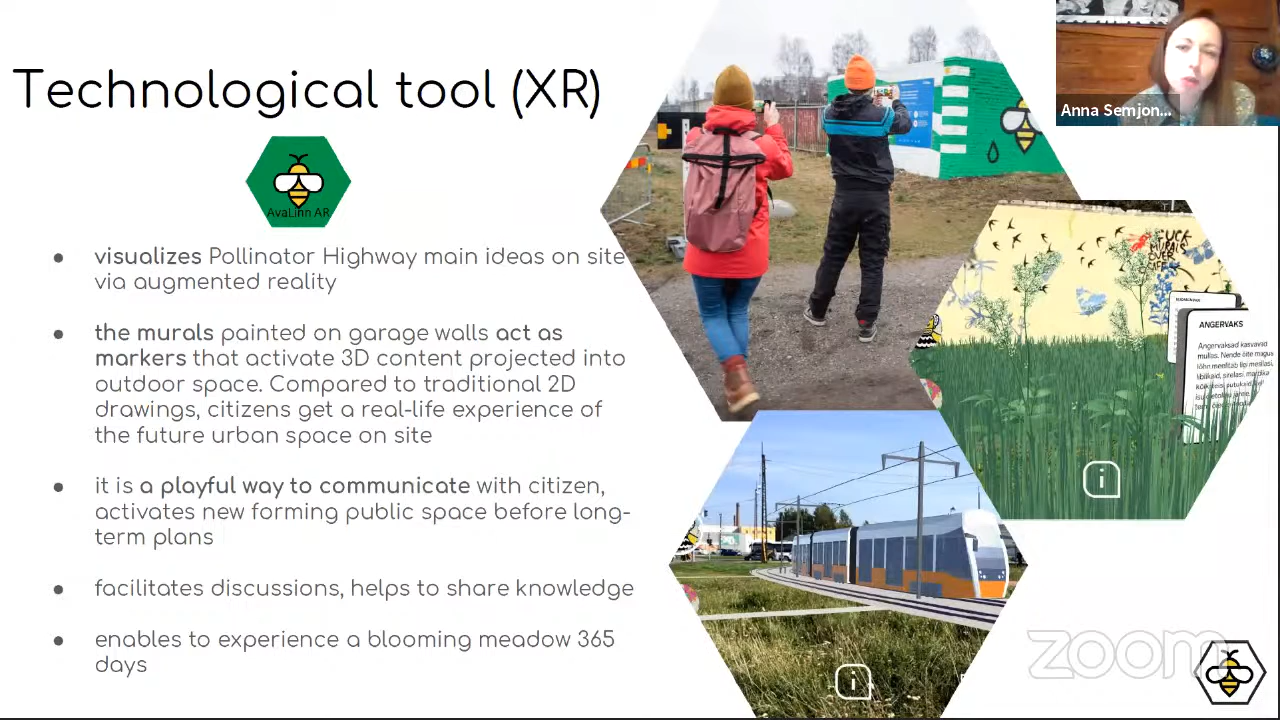 Technological tool (XR)
AvaLinn AR
visualizes Pollinator Highway main ideas on site
via augmented reality
the murals painted on garage walls act as
markers that activate 3D content projected into
outdoor space. Compared to traditional 2D
drawings, citizens get a real-life experience of
the future urban space on site
it is a playful way to communicate with citizen,
activates new forming public space before long-
term plans
facilitates discussions, helps to share knowledge
enables to experience a blooming meadow 365
days
Anna Semjon...
MURALS
OVER
ANGERVAKS
Angervaksad kasvavad
i
i
zoom